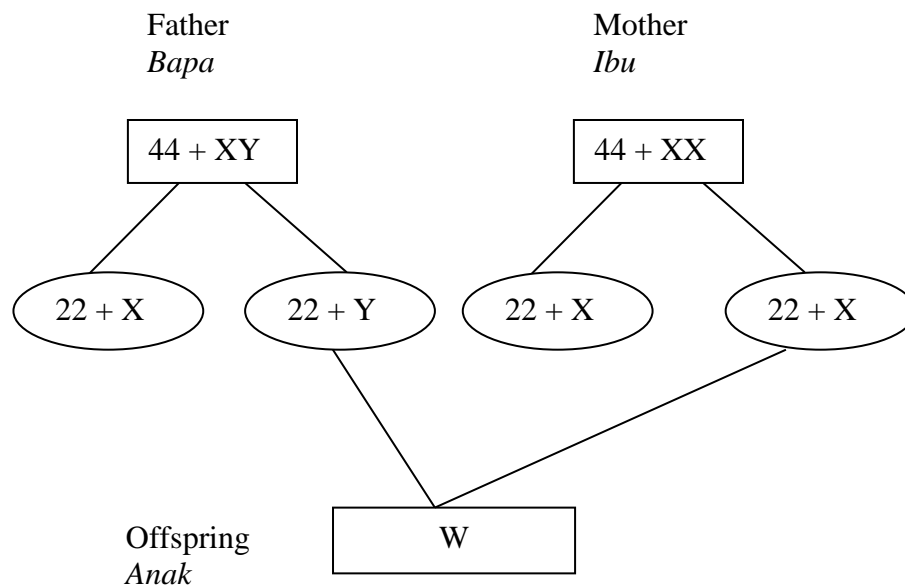 Father
Bapa
Mother
Ibu
44 + XY
44 + XX
22 + X
22 + Y
22 + X
22 + X
W
Offspring
Anak